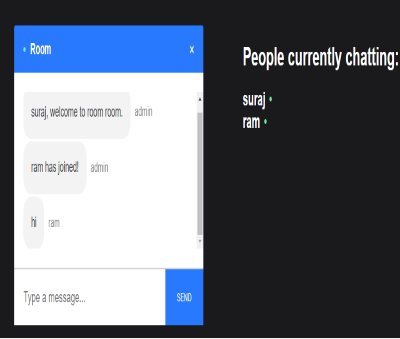 Room
×
suraj, welcome to room room.
admin
ram has joined!
admin
hi
ram
Type a message...
SEND
People currently chatting:
suraj
ram